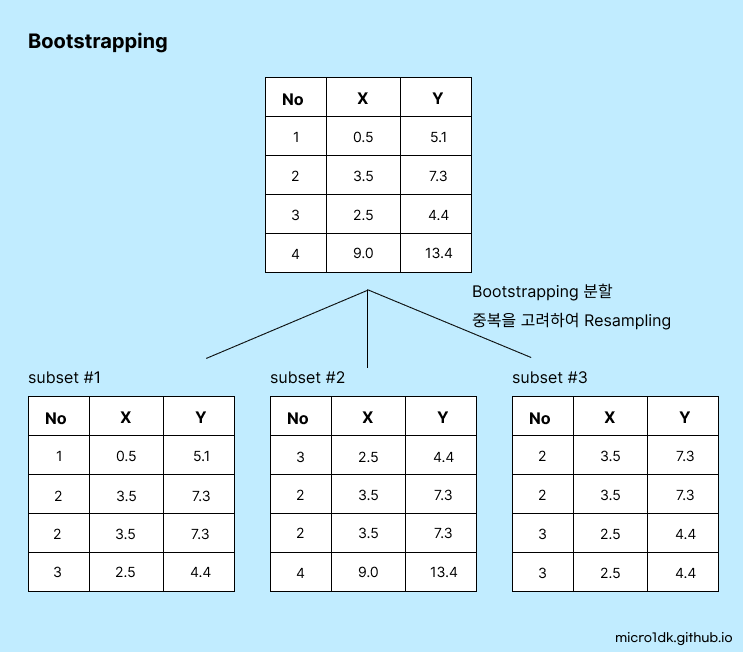 Bootstrapping
No X Y
1 0.5 5.1
2 3.5 7.3
3 2.5 4.4
4 9.0 13.4
Bootstrapping 분할
중복을 고려하여 Resampling
subset #1
No X Y
1 0.5 5.1
2 3.5 7.3
2 3.5 7.3
3 2.5 4.4
subset #2
No X Y
3 2.5 4.4
2 3.5 7.3
2 3.5 7.3
4 9.0 13.4
subset #3
No X Y
2 3.5 7.3
2 3.5 7.3
3 2.5 4.4
3 2.5 4.4
micro1dk.github.io